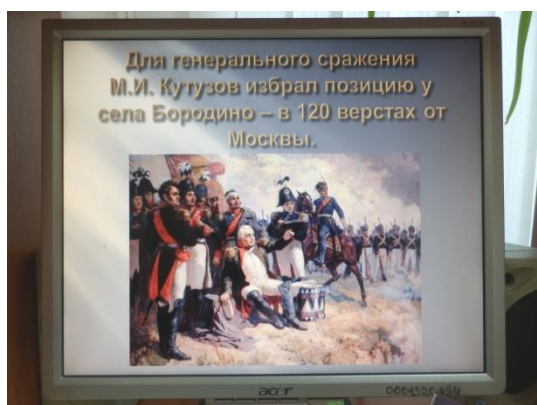 Для генерального сражения
М.И. Кутузов избрал позицию у
села Бородино – в 120 верстах от
Москвы.
acer